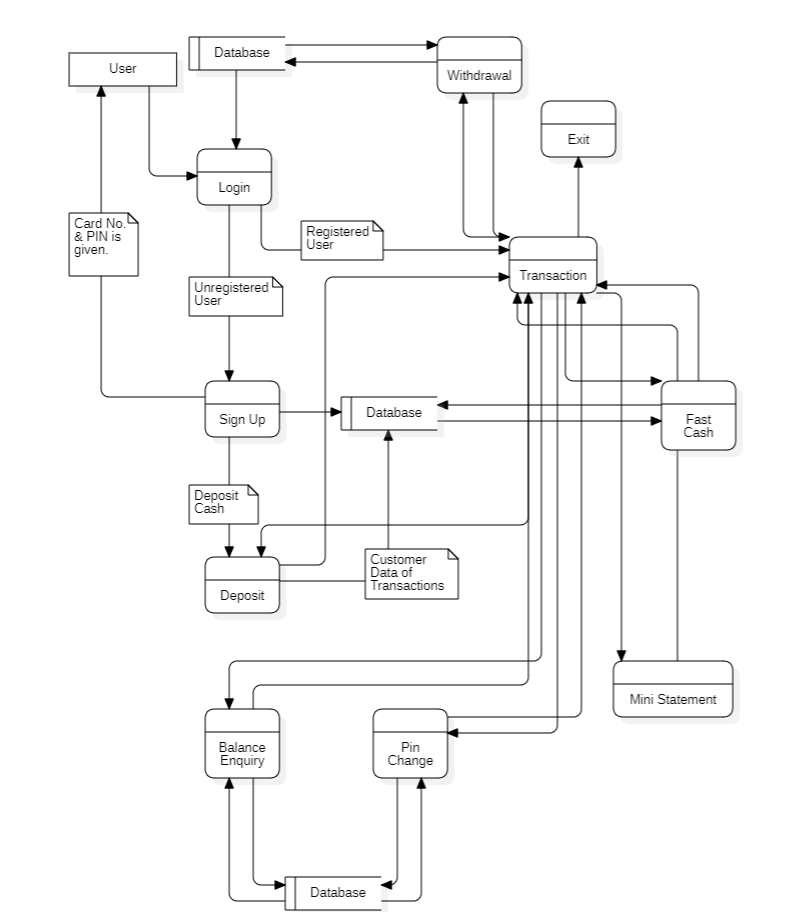 Database
User
Withdrawal
Exit
Login
Card No.
& PIN is
given.
Registered
User
Transaction
Unregistered
User
Sign Up
Database
Fast
Cash
Deposit
Cash
Customer
Data of
Transactions
Deposit
Mini Statement
Balance
Enquiry
Pin
Change
Database